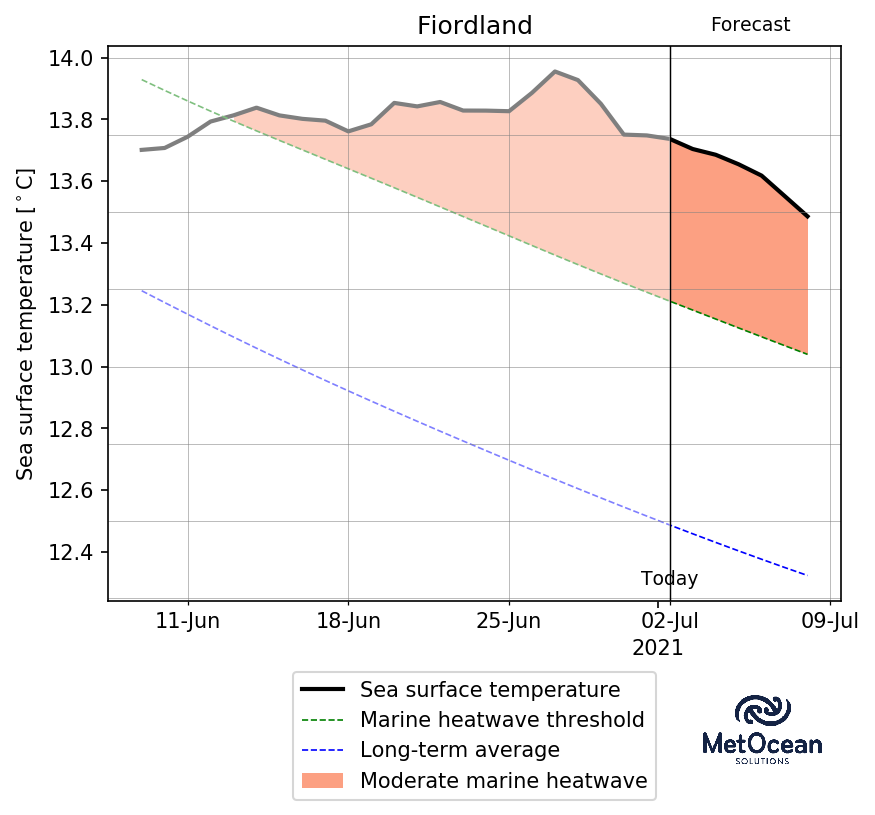 Fiordland
Forecast
Sea surface temperature [°C]
14.0
13.8
13.6
13.4
13.2
13.0
12.8
12.6
12.4
Today
11-Jun
18-Jun
25-Jun
02-Jul
09-Jul
2021
Sea surface temperature
Marine heatwave threshold
Long-term average
Moderate marine heatwave
MetOcean
SOLUTIONS